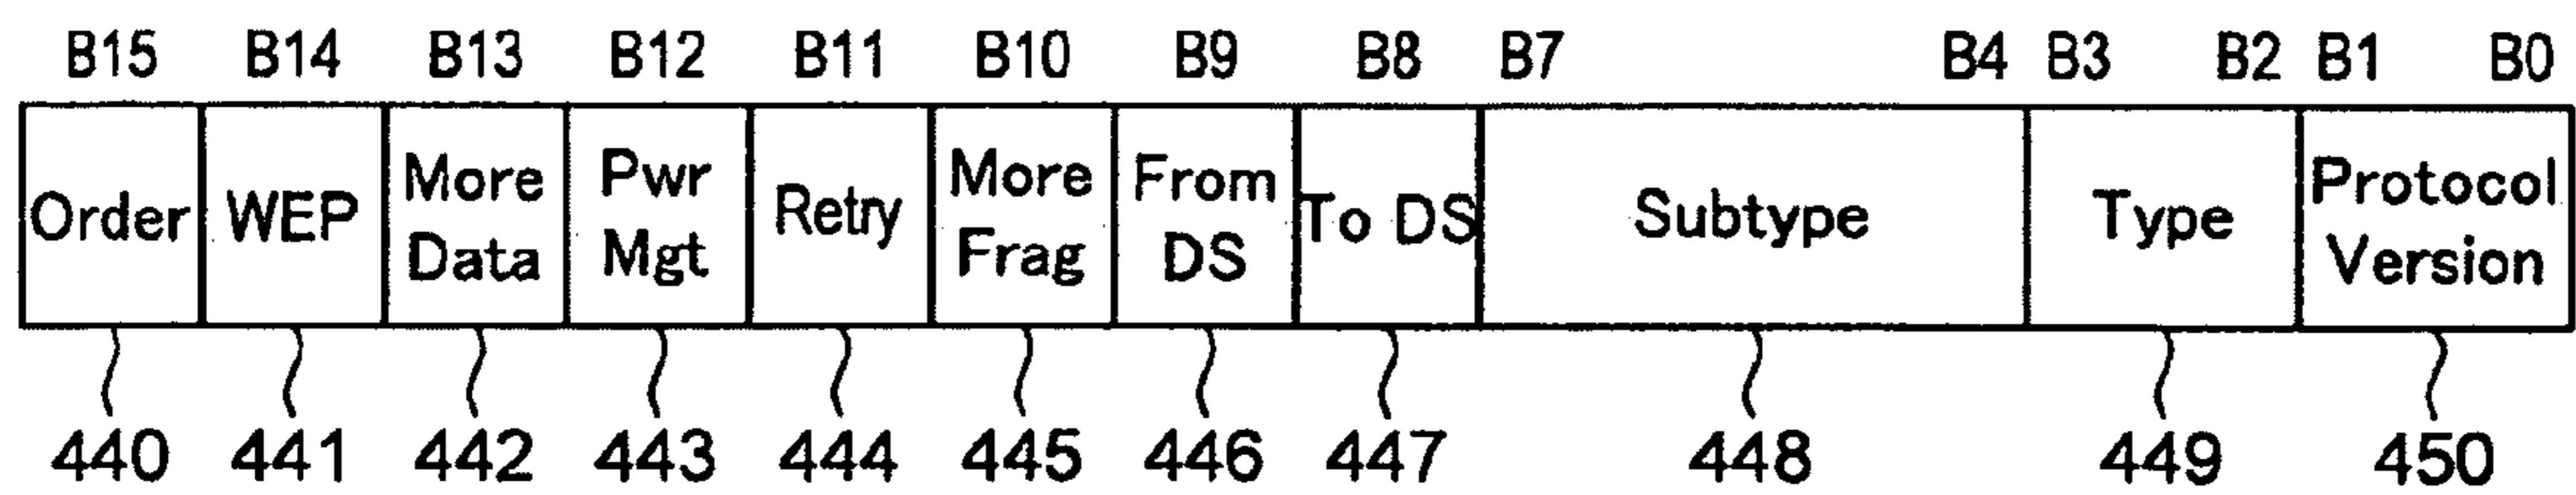 B15 B14 B13 B12 B11 B10 B9 B8 B7 B4 B3 B2 B1 B0
Order
WEP
More
Data
Pwr
Mgt
Retry
More
Frag
From
DS
To DS
Subtype
Type
Protocol
Version
440 441 442 443 444 445 446 447 448 449 450